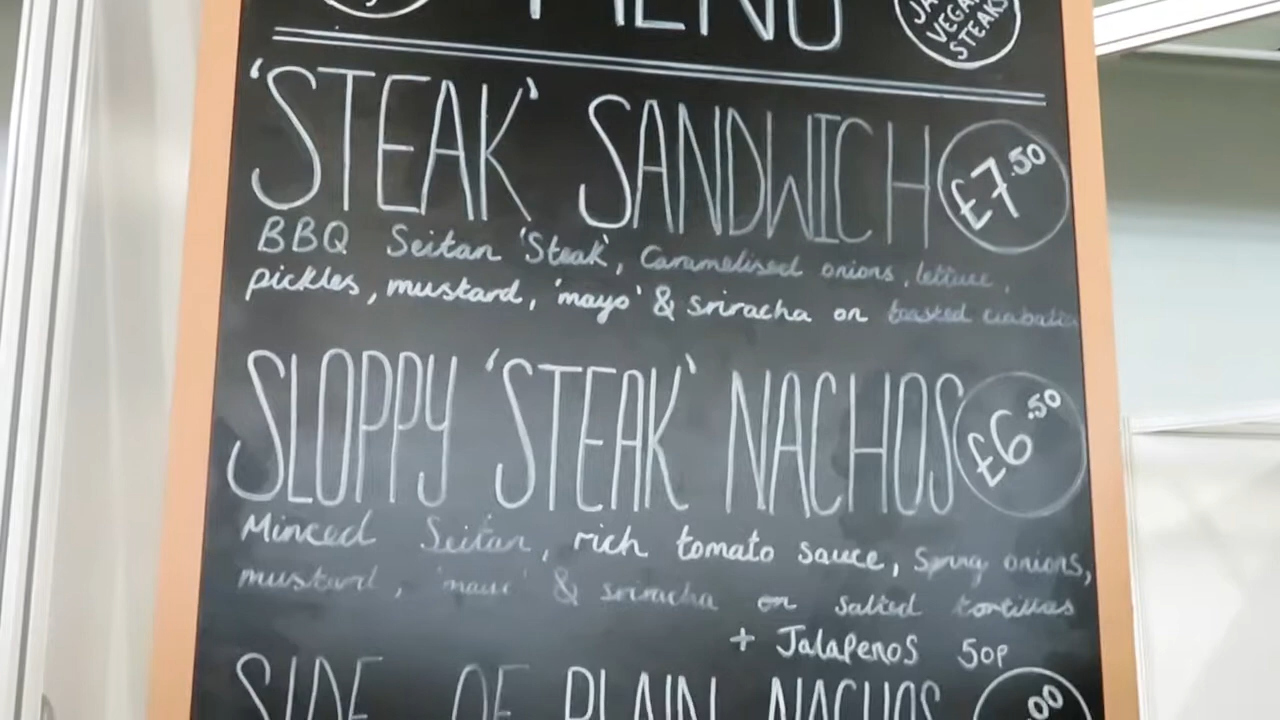 MENU
VEGAN
STEAKS
'STEAK' SANDWICH £7.50
BBQ Seitan 'Steak', Caramelised onions, lettuce,
pickles, mustard, 'mayo' & sriracha on toasted ciabatta
SLOPPY 'STEAK' NACHOS £6.50
Minced Seitan, rich tomato sauce, Spring onions,
mustard, 'mayo' & sriracha on salted tortillas
+ Jalapenos 50p
SIDE OF PLAIN NACHOS .00